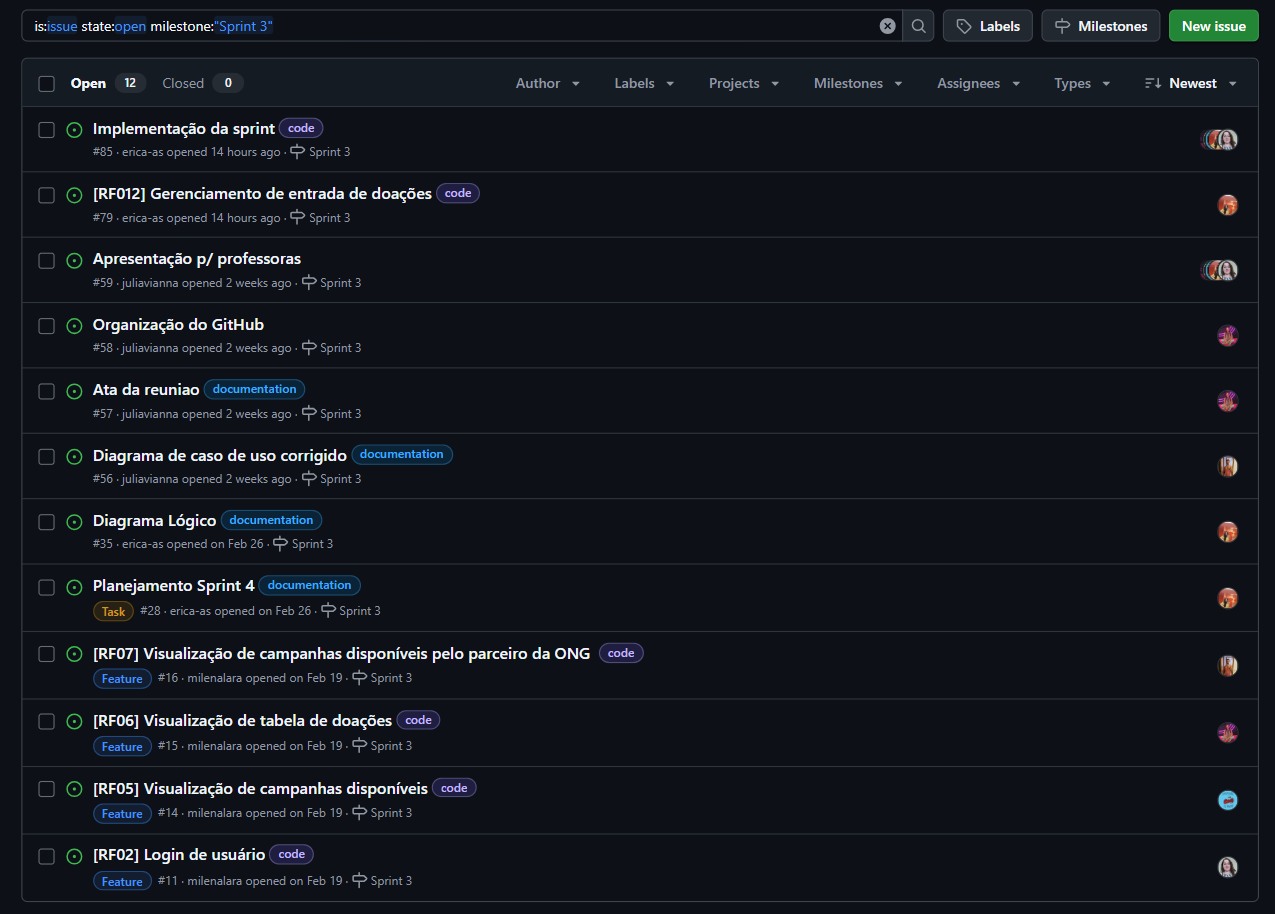 is:issue state:open milestone:"Sprint 3"
Labels
Milestones
New issue
Open 12 Closed 0 Author Labels Projects Milestones Assignees Types Newest
Implementação da sprint code
#85 · erica-as opened 14 hours ago · Sprint 3
[RF012] Gerenciamento de entrada de doações code
#79 · erica-as opened 14 hours ago · Sprint 3
Apresentação p/ professoras
#59 · juliavianna opened 2 weeks ago · Sprint 3
Organização do GitHub
#58 · juliavianna opened 2 weeks ago · Sprint 3
Ata da reuniao documentation
#57 · juliavianna opened 2 weeks ago · Sprint 3
Diagrama de caso de uso corrigido documentation
#56 · juliavianna opened 2 weeks ago · Sprint 3
Diagrama Lógico documentation
#35 · erica-as opened on Feb 26 · Sprint 3
Planejamento Sprint 4 documentation
Task #28 · erica-as opened on Feb 26 · Sprint 3
[RF07] Visualização de campanhas disponíveis pelo parceiro da ONG code
Feature #16 · milenalara opened on Feb 19 · Sprint 3
[RF06] Visualização de tabela de doações code
Feature #15 · milenalara opened on Feb 19 · Sprint 3
[RF05] Visualização de campanhas disponíveis code
Feature #14 · milenalara opened on Feb 19 · Sprint 3
[RF02] Login de usuário code
Feature #11 · milenalara opened on Feb 19 · Sprint 3